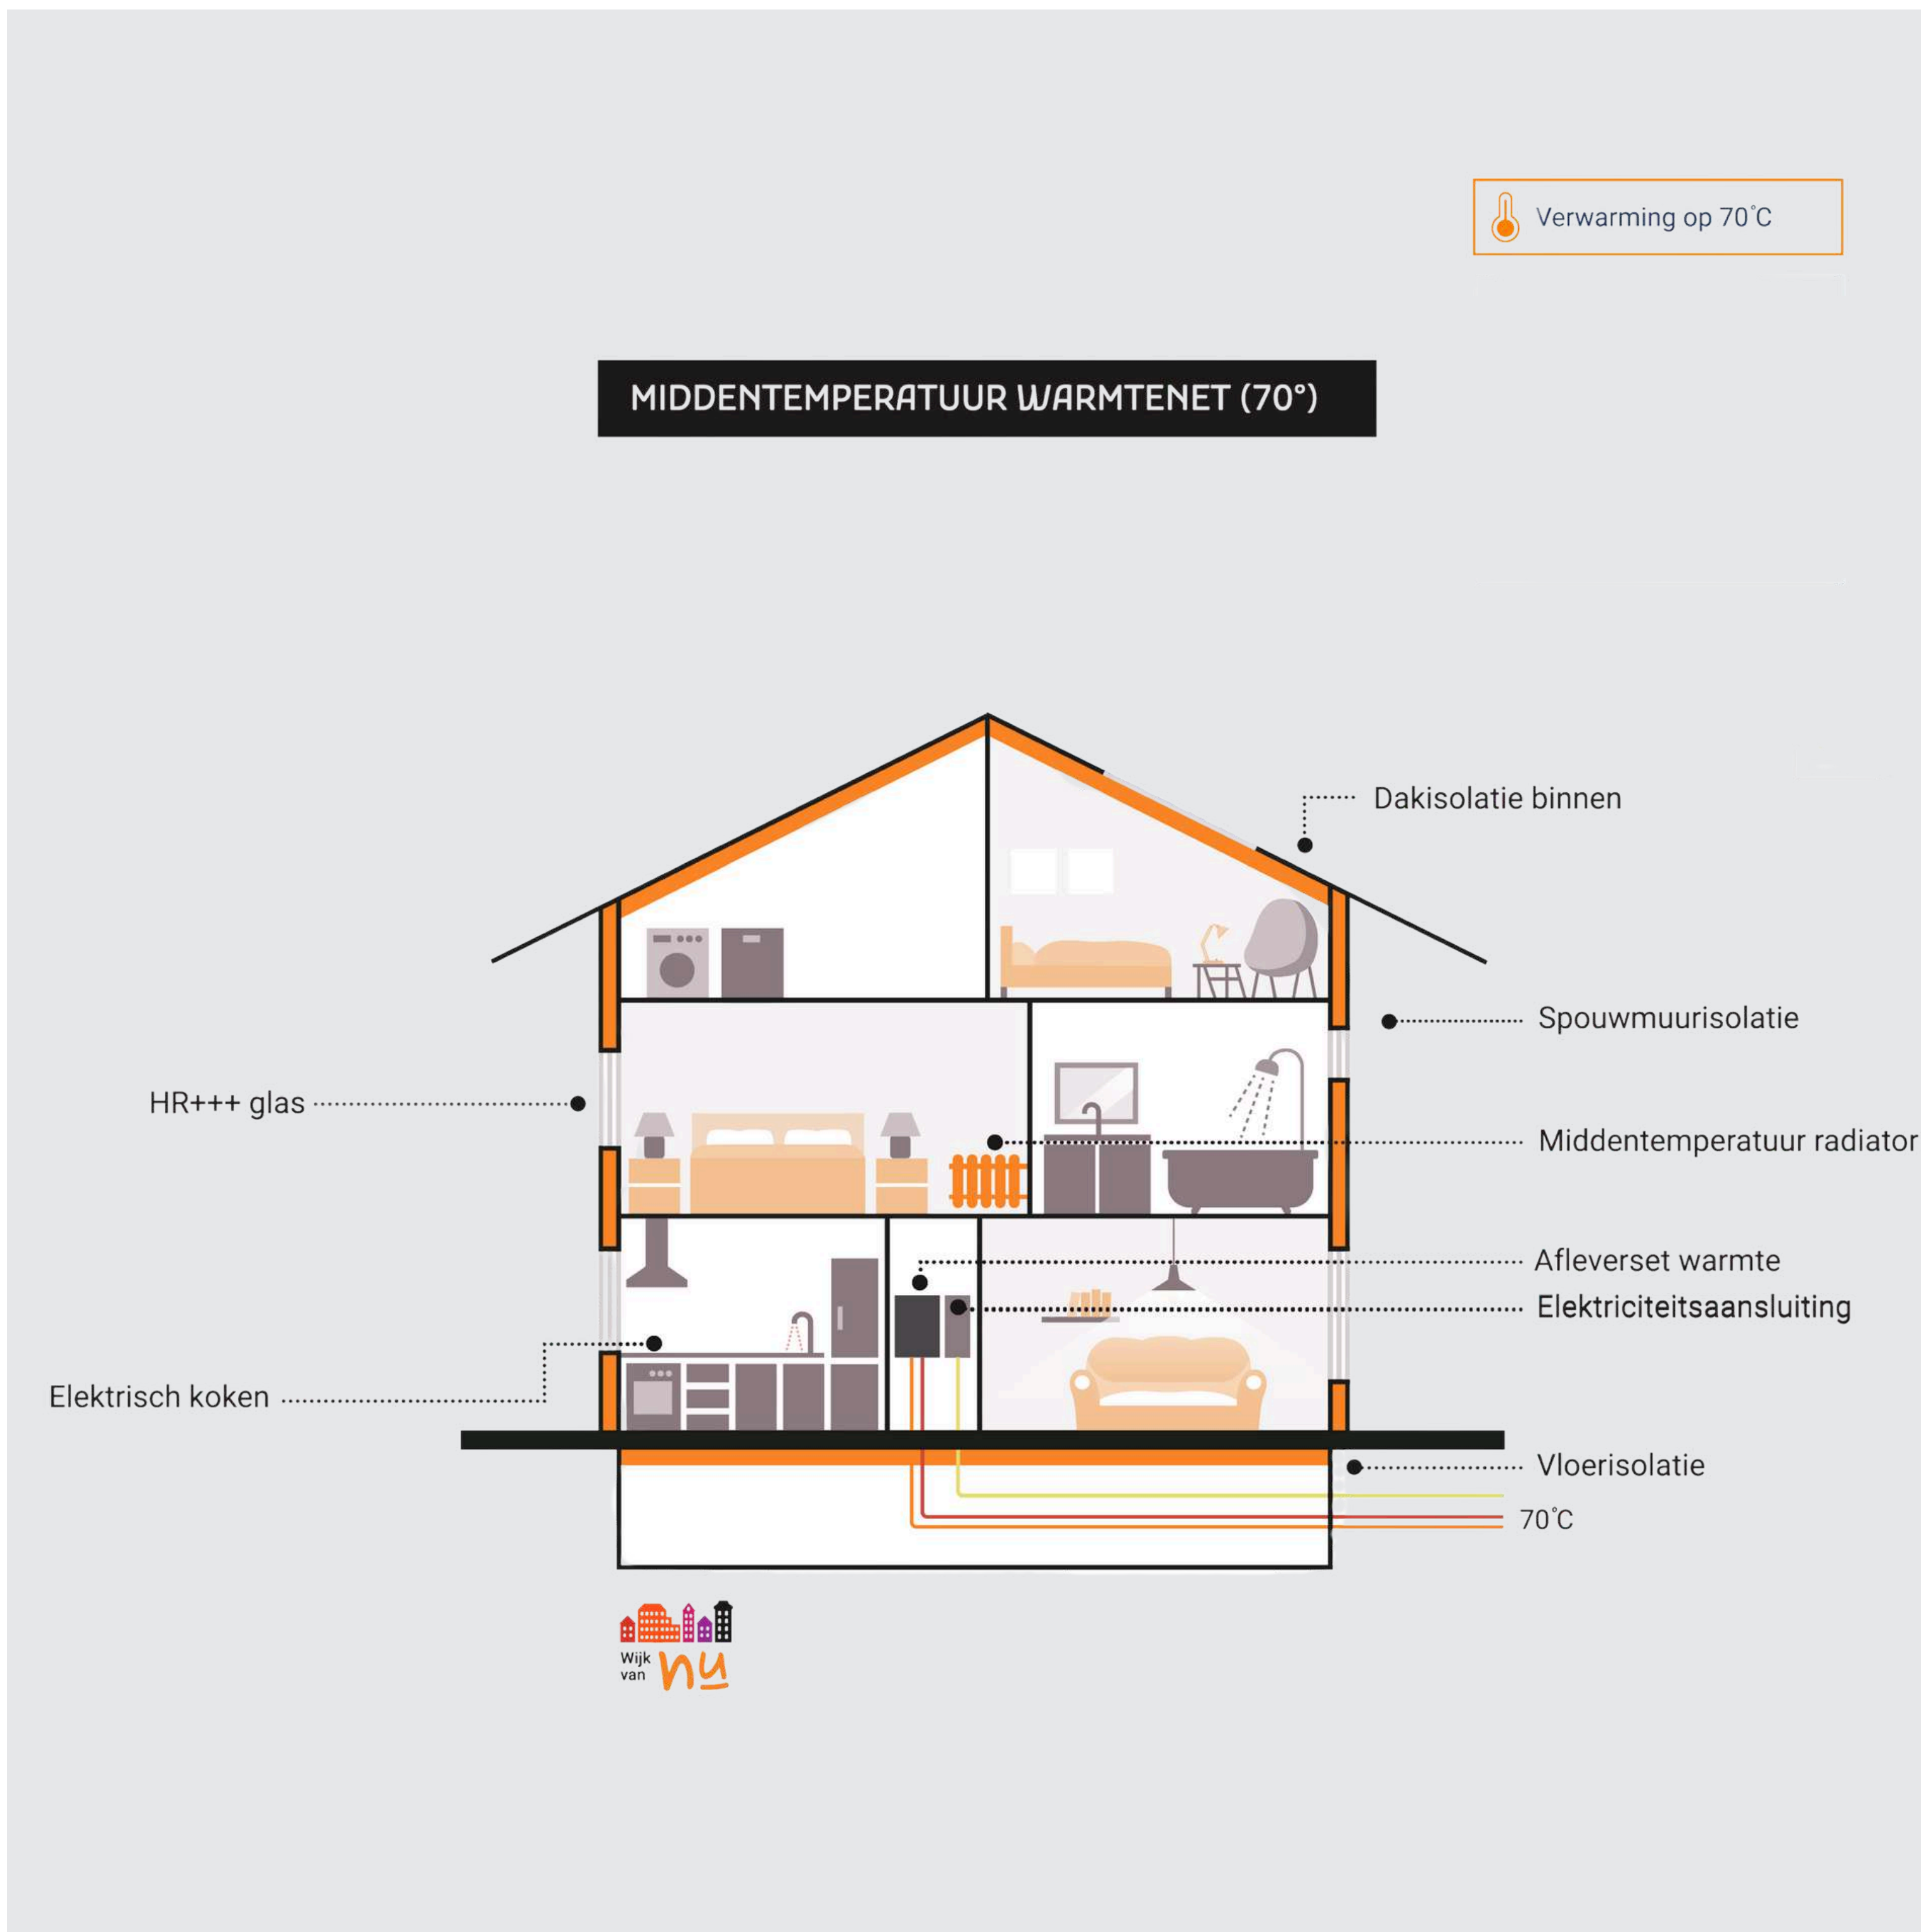 Verwarming op 70°C
MIDDENTEMPERATUUR WARMTENET (70°)
Dakisolatie binnen
Spouwmuurisolatie
HR+++ glas
Middentemperatuur radiator
Afleverset warmte
Elektriciteitsaansluiting
Elektrisch koken
Vloerisolatie
70°C
Wijk
van nu